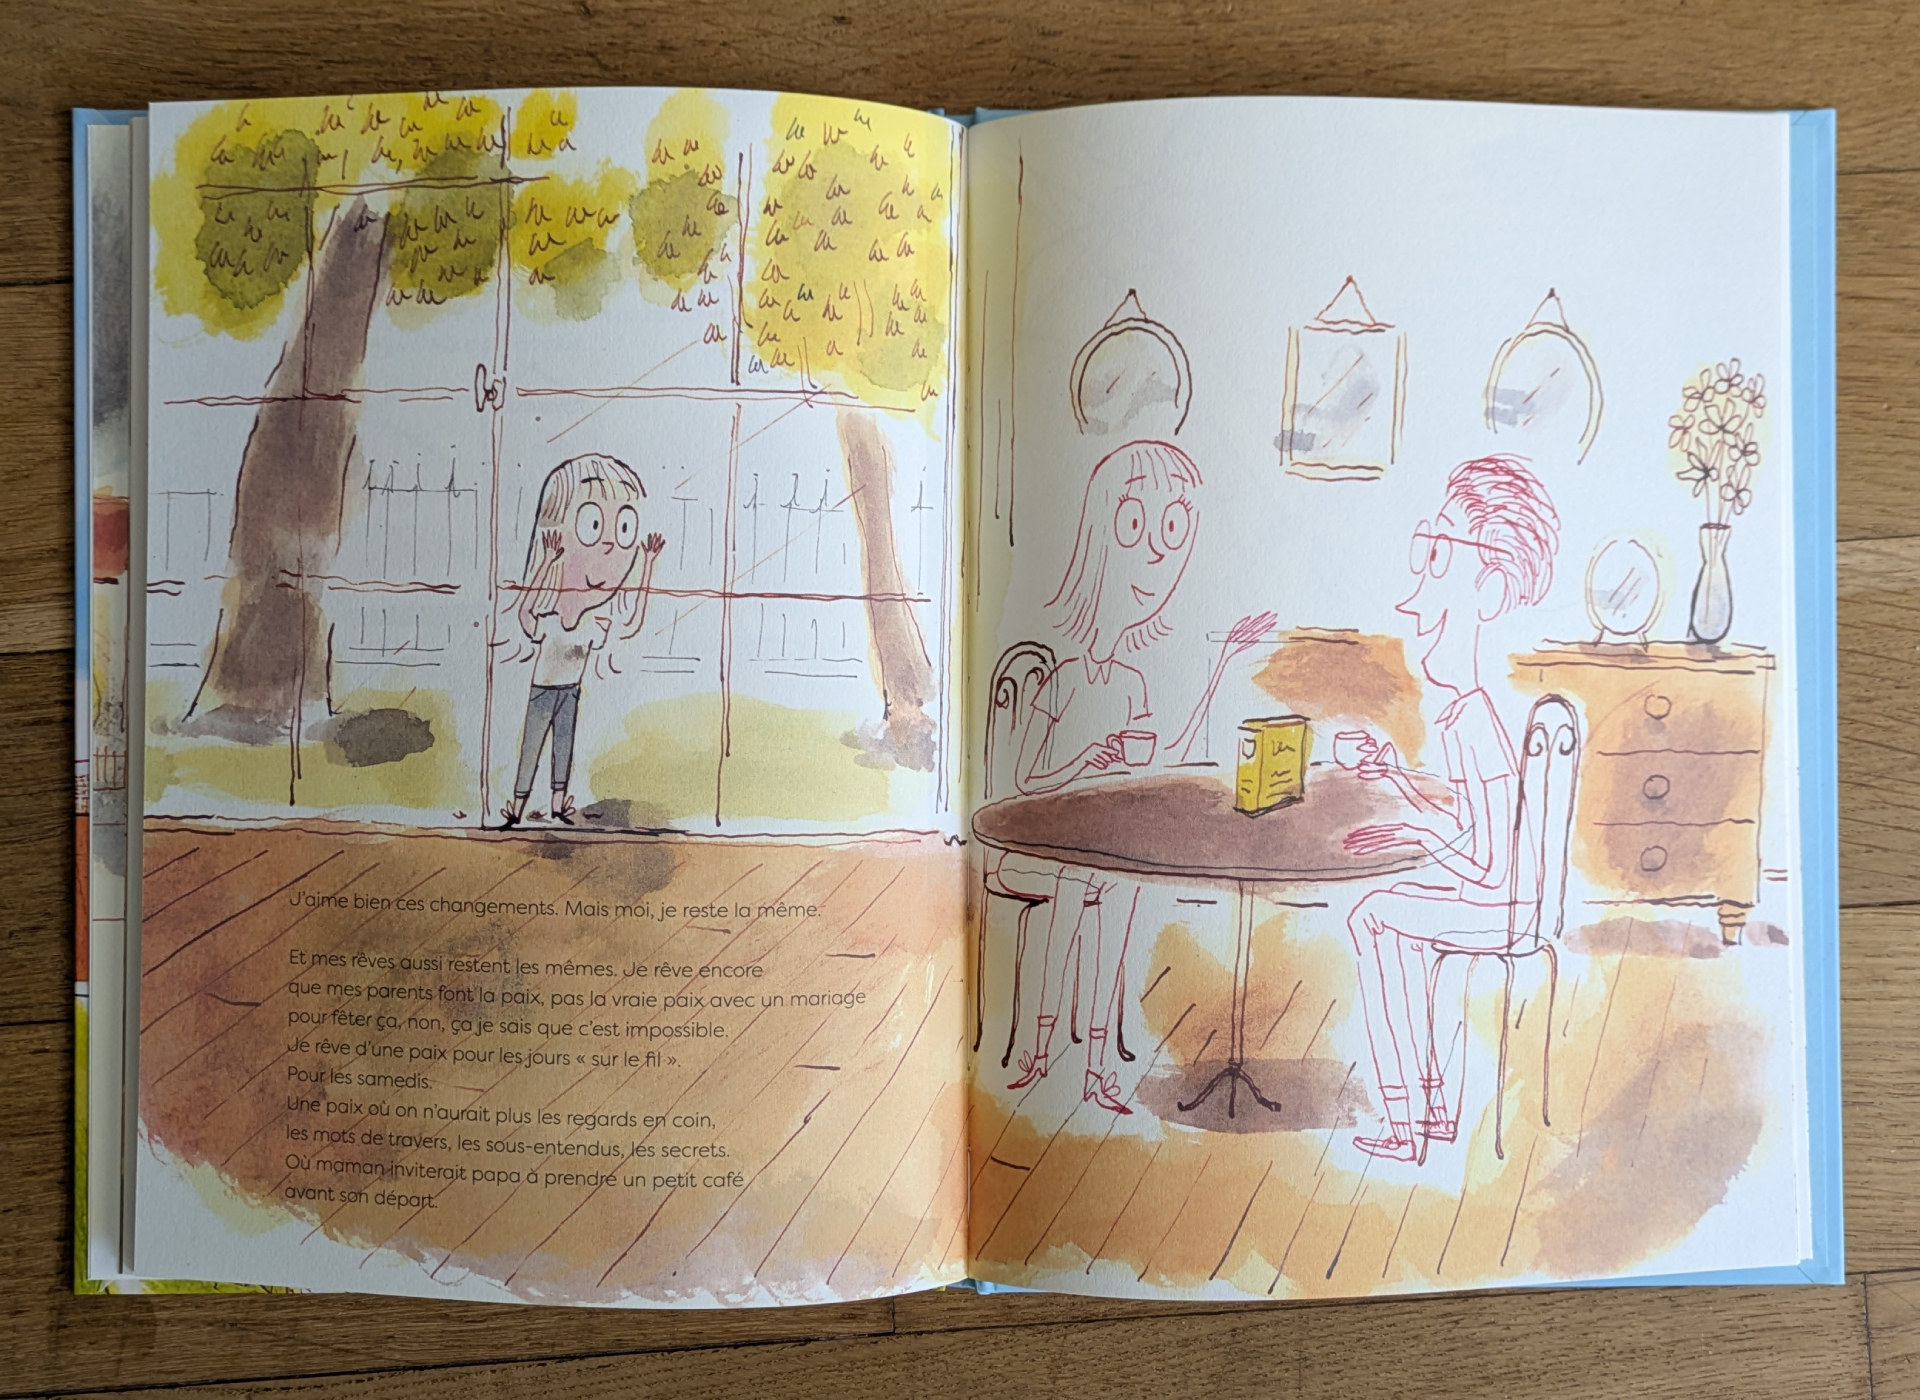 J'aime bien ces changements. Mais moi, je reste la même.
Et mes rêves aussi restent les mêmes. Je rêve encore
que mes parents font la paix, pas la vraie paix avec un mariage
pour fêter ça, non, ça je sais que c'est impossible.
Je rêve d'une paix pour les jours « sur le fil ».
Pour les samedis.
Une paix où on n'aurait plus les regards en coin,
les mots de travers, les sous-entendus, les secrets.
Où maman inviterait papa à prendre un petit café
avant son départ.